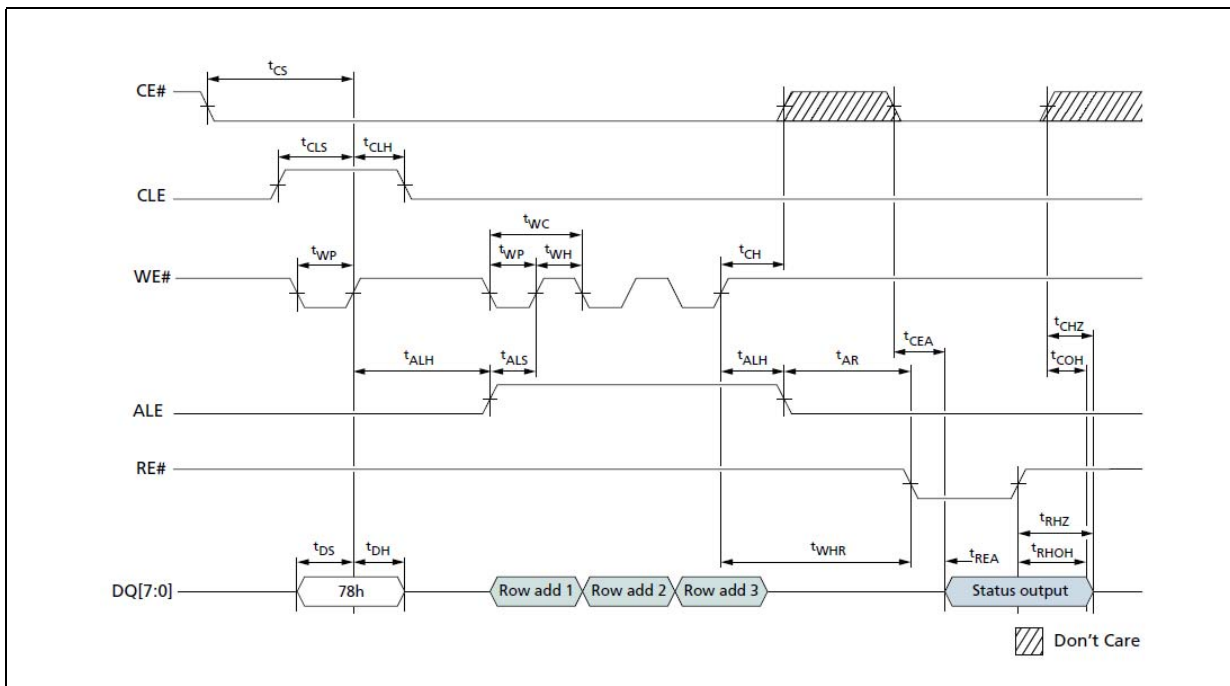 tCS
CE#
tCLS tCLH
CLE
tWC
tWP tWP tWH tCH
WE#
tCHZ
tCEA
tALH tALS tALH tAR tCOH
ALE
RE#
tRHZ
tDS tDH tWHR tREA tRHOH
DQ[7:0] 78h Row add 1 Row add 2 Row add 3 Status output
Don't Care